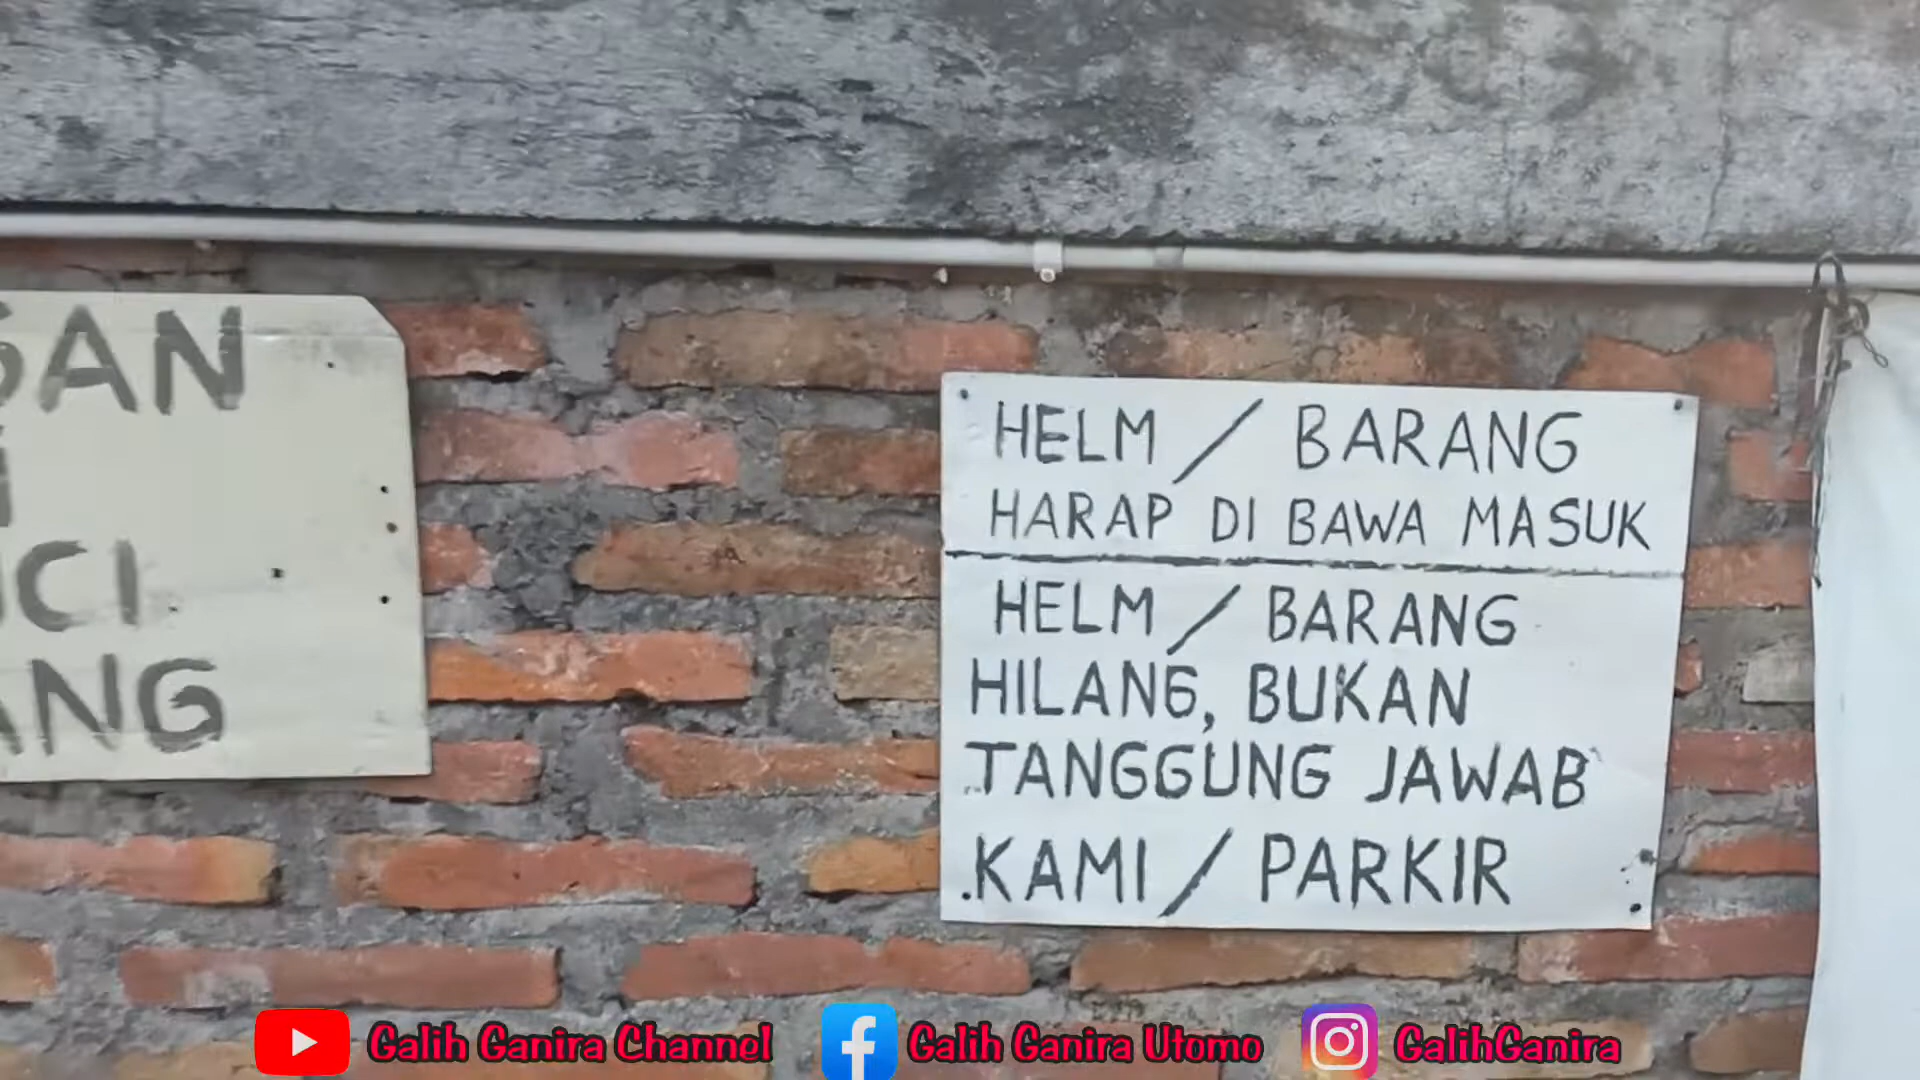 HELM / BARANG
HARAP DI BAWA MASUK
HELM / BARANG
HILANG, BUKAN
TANGGUNG JAWAB
KAMI / PARKIR
Galih Ganira Channel
Galih Ganira Utomo
GalihGanira